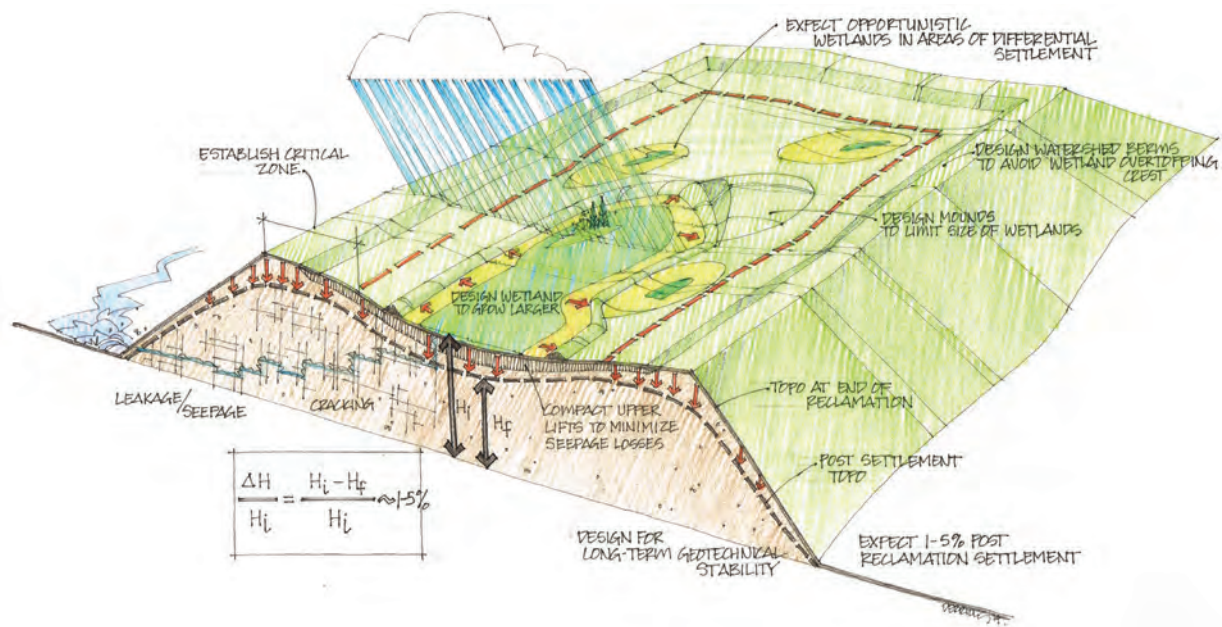 EXPECT OPPORTUNISTIC
WETLANDS IN AREAS OF DIFFERENTIAL
SETTLEMENT
ESTABLISH CRITICAL
ZONE
DESIGN WATERSHED BERMS
TO AVOID WETLAND OVERTOPPING
CREST
DESIGN MOUNDS
TO LIMIT SIZE OF WETLANDS
DESIGN WETLAND
TO GROW LARGER
LEAKAGE/
SEEPAGE
CRACKING
Hi
Hf
COMPACT UPPER
LIFTS TO MINIMIZE
SEEPAGE LOSSES
TOPO AT END OF
RECLAMATION
POST SETTLEMENT
TOPO
ΔH/Hi = Hi - Hf/Hi ~1-5%
DESIGN FOR
LONG-TERM GEOTECHNICAL
STABILITY
EXPECT 1-5% POST
RECLAMATION SETTLEMENT